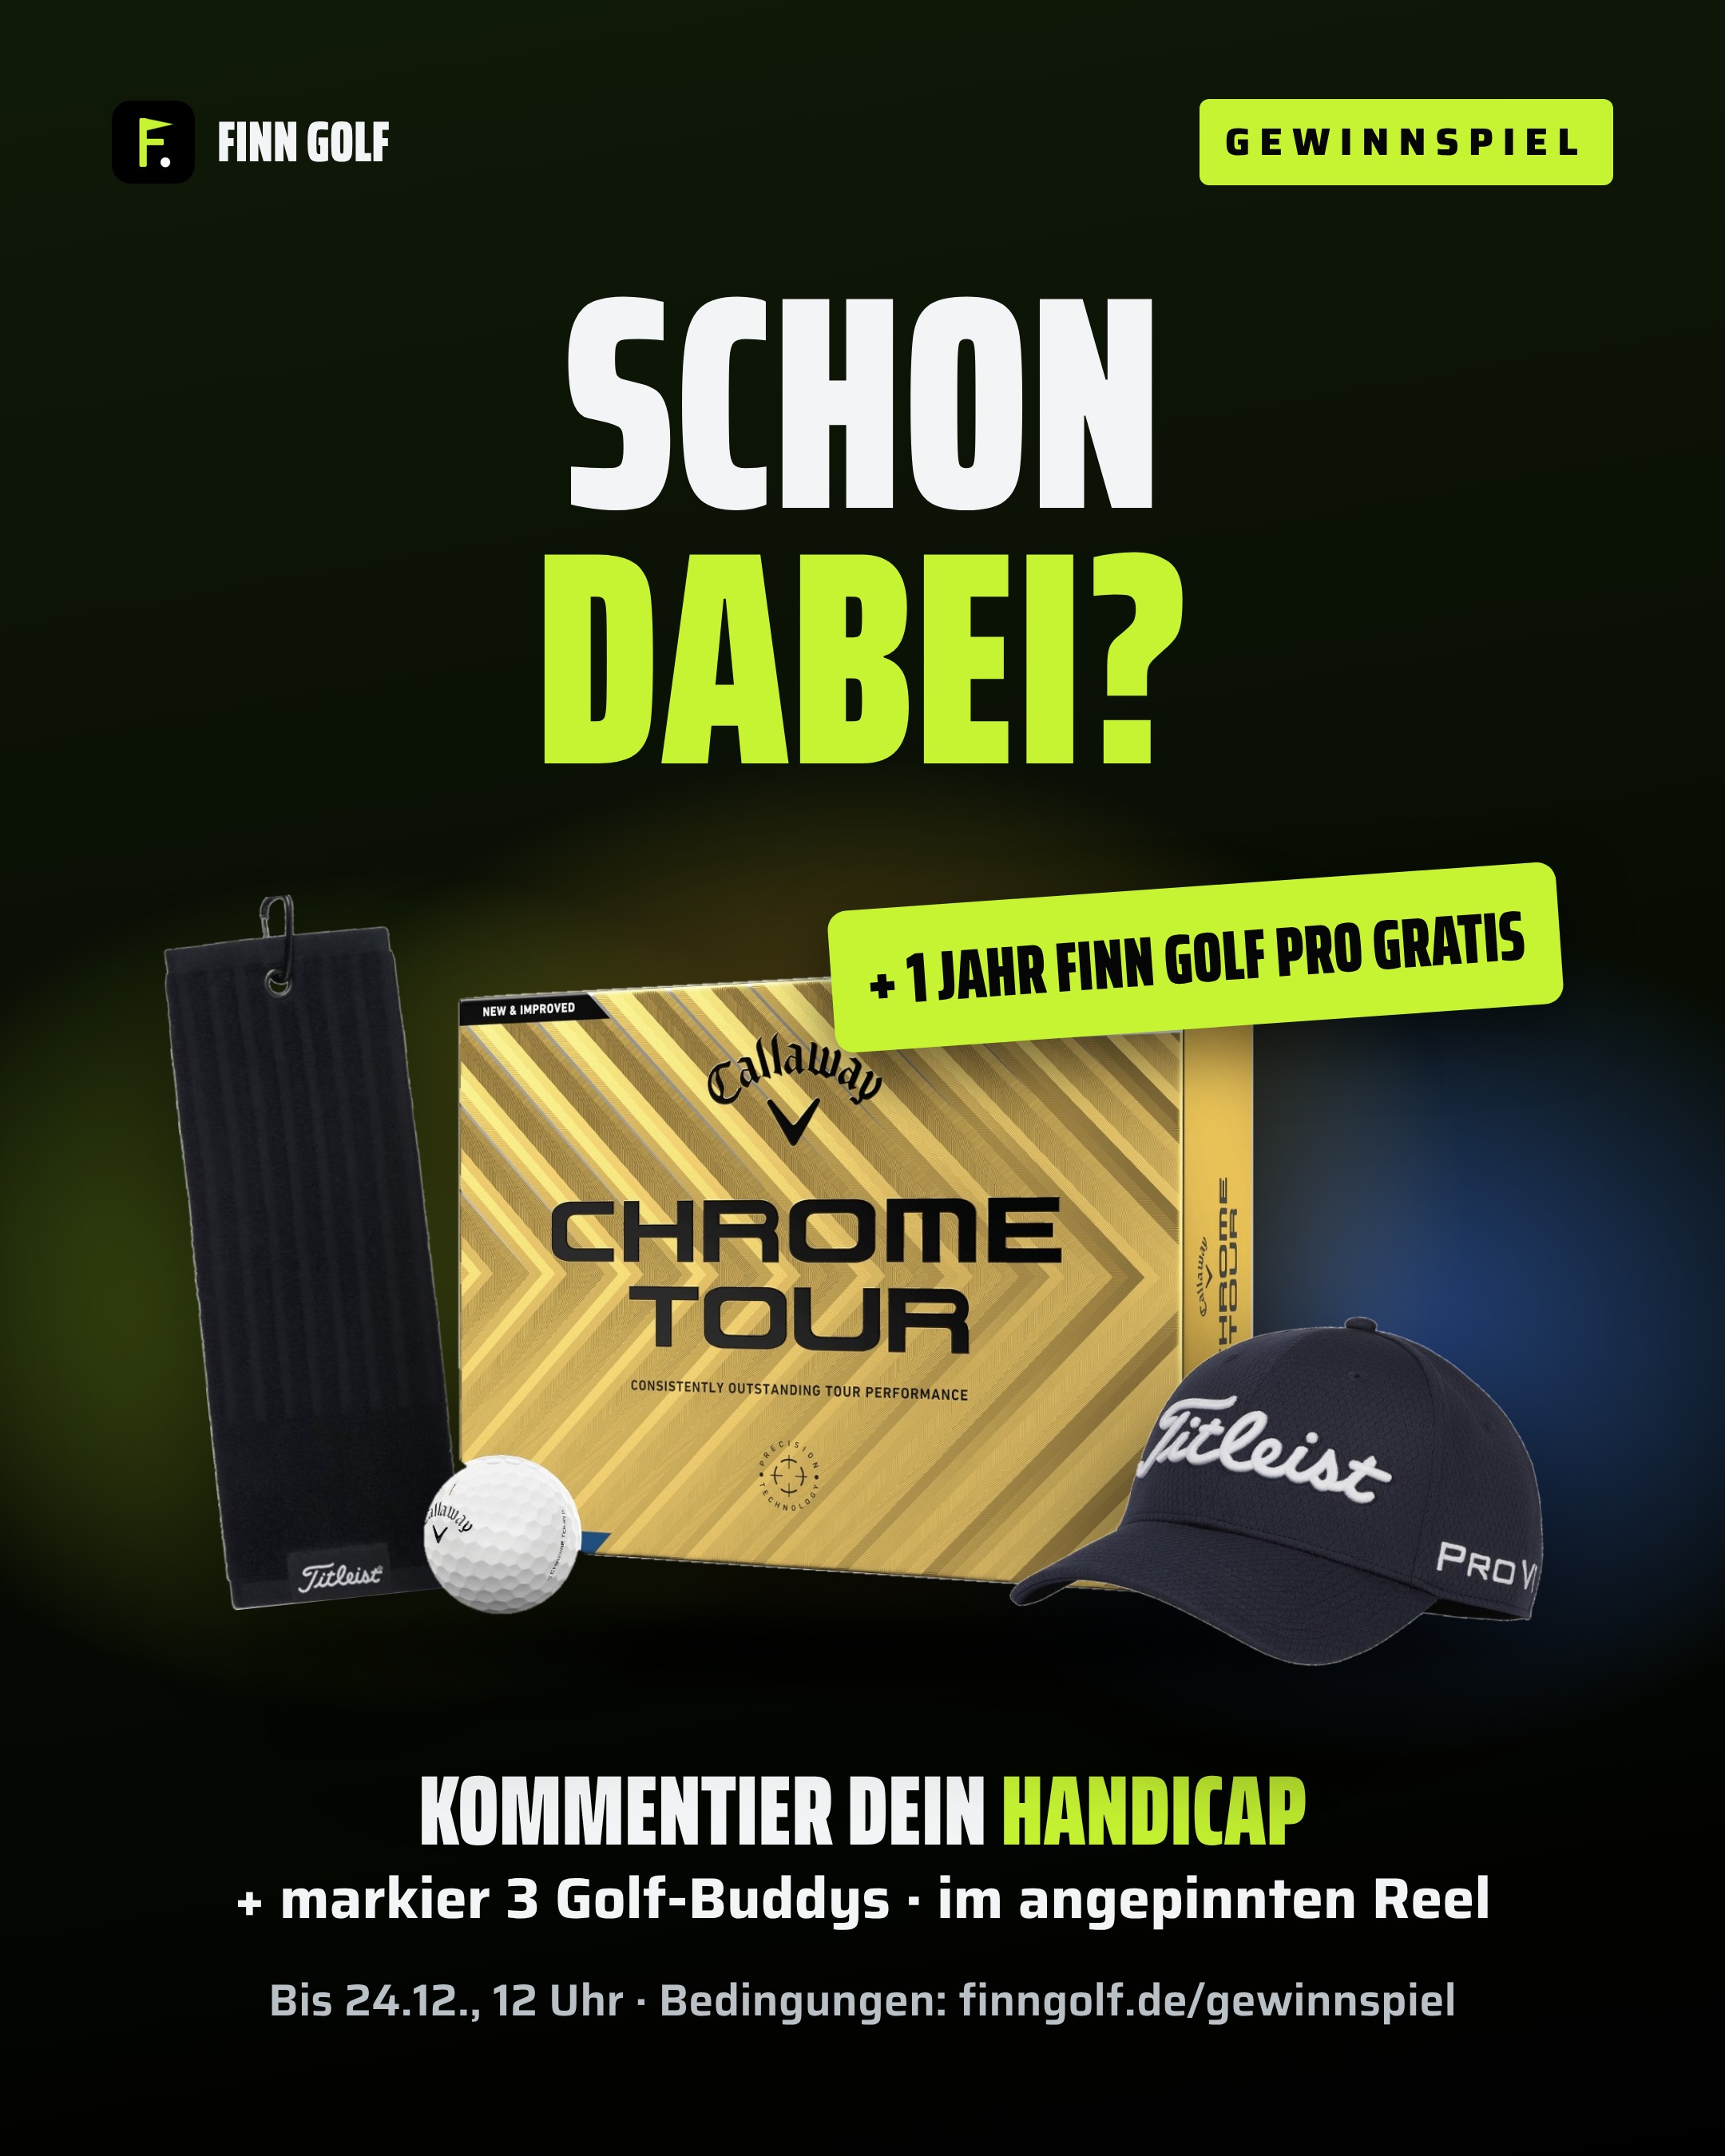 FINN GOLF
GEWINNSPIEL
SCHON
DABEI?
+ 1 JAHR FINN GOLF PRO GRATIS
NEW & IMPROVED
Callaway
CHROME
TOUR
CONSISTENTLY OUTSTANDING TOUR PERFORMANCE
PRECISION
TECHNOLOGY
Callaway
TOUR
Titleist
PRO V1
Titleist
KOMMENTIER DEIN HANDICAP
+ markier 3 Golf-Buddys · im angepinnten Reel
Bis 24.12., 12 Uhr · Bedingungen: finngolf.de/gewinnspiel